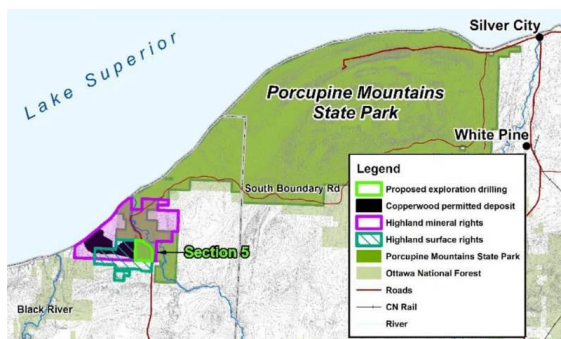 Silver City
Lake Superior
Porcupine Mountains
State Park
White Pine
South Boundary Rd
Section 5
Black River
Legend
Proposed exploration drilling
Copperwood permitted deposit
Highland mineral rights
Highland surface rights
Porcupine Mountains State Park
Ottawa National Forest
Roads
CN Rail
River